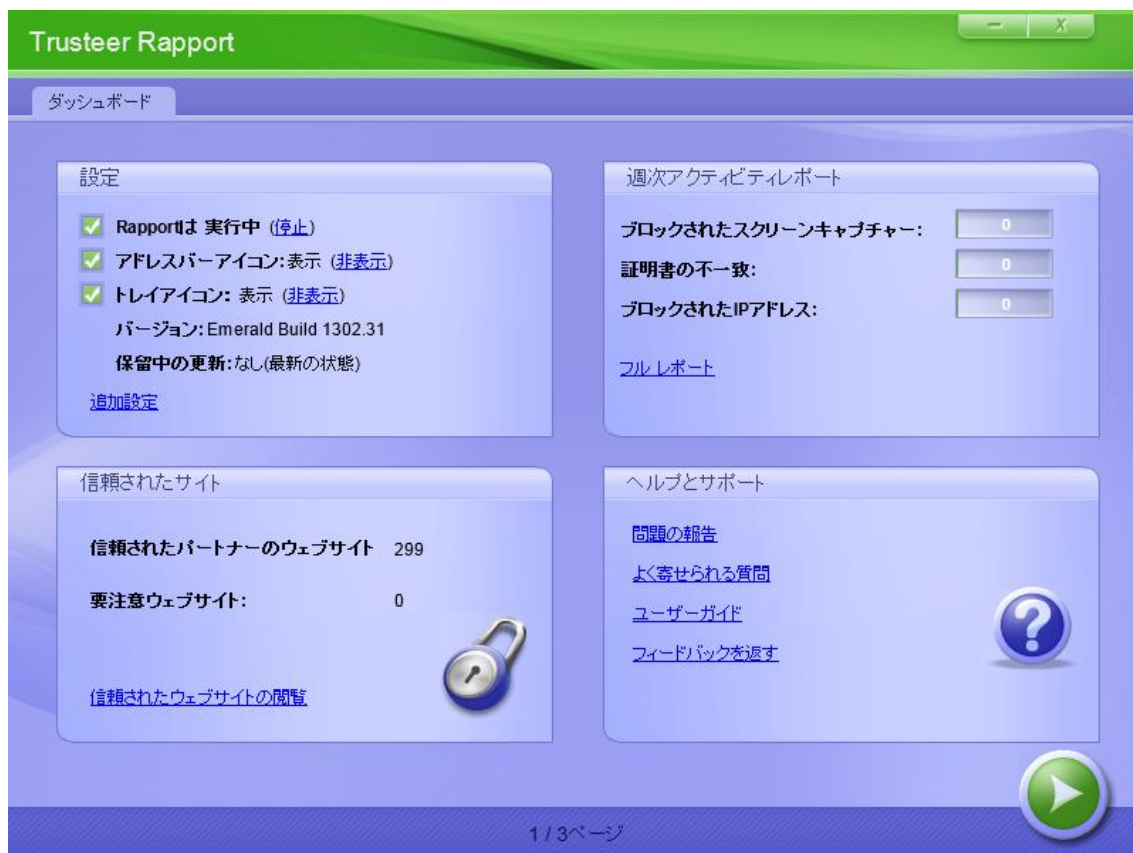 Trusteer Rapport
ダッシュボード
設定
Rapportは 実行中 (停止)
アドレスバーアイコン:表示 (非表示)
トレイアイコン: 表示 (非表示)
バージョン: Emerald Build 1302.31
保留中の更新:なし(最新の状態)
追加設定
週次アクティビティレポート
ブロックされたスクリーンキャプチャー: 0
証明書の不一致: 0
ブロックされたIPアドレス: 0
フル レポート
信頼されたサイト
信頼されたパートナーのウェブサイト 299
要注意ウェブサイト: 0
信頼されたウェブサイトの閲覧
ヘルプとサポート
問題の報告
よく寄せられる質問
ユーザーガイド
フィードバックを返す
1 / 3ページ